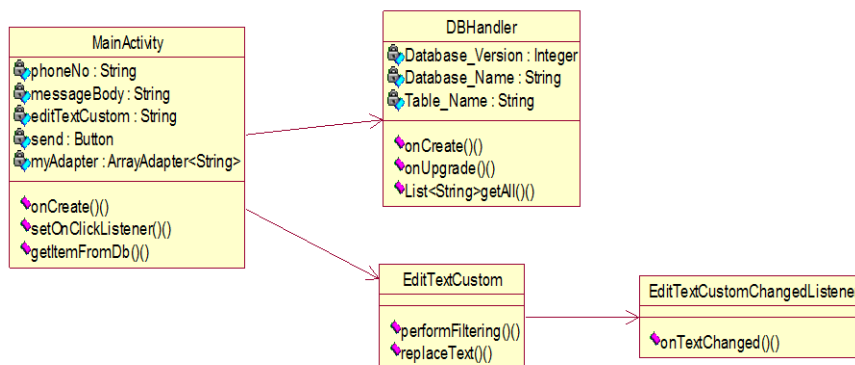 MainActivity
phoneNo : String
messageBody : String
editTextCustom : String
send : Button
myAdapter : ArrayAdapter<String>
onCreate()()
setOnClickListener()()
getItemFromDb()()
DBHandler
Database_Version : Integer
Database_Name : String
Table_Name : String
onCreate()()
onUpgrade()()
List<String>getAll()()
EditTextCustom
performFiltering()()
replaceText()()
EditTextCustomChangedListener
onTextChanged()()